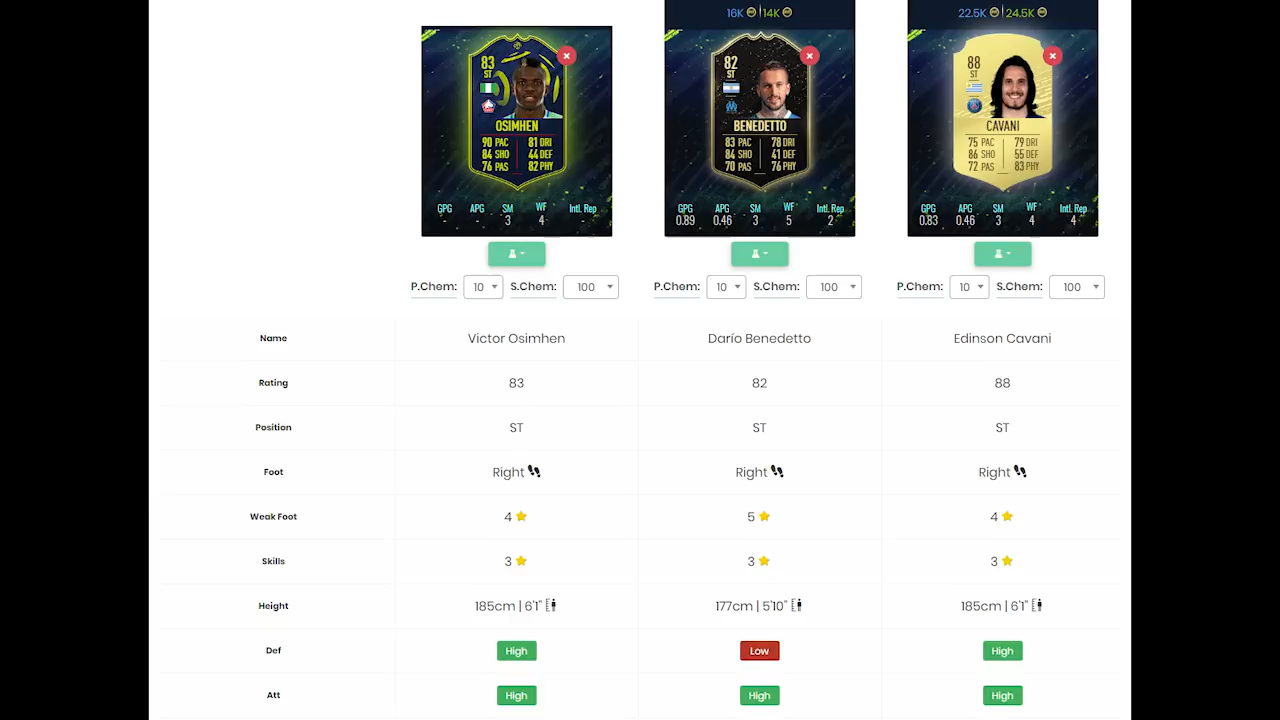 16K 14K 22.5K 24.5K
83 ST 82 ST 88 ST
OSIMHEN BENEDETTO CAVANI
90 PAC 81 DRI 83 PAC 78 DRI 75 PAC 79 DRI
84 SHO 44 DEF 84 SHO 41 DEF 86 SHO 55 DEF
76 PAS 82 PHY 70 PAS 76 PHY 72 PAS 83 PHY
GPG APG SM WF Intl. Rep GPG APG SM WF Intl. Rep GPG APG SM WF Intl. Rep
- - 3 4 0.89 0.46 3 5 2 0.83 0.46 3 4 4
P.Chem: 10 S.Chem: 100 P.Chem: 10 S.Chem: 100 P.Chem: 10 S.Chem: 100
Name Victor Osimhen Darío Benedetto Edinson Cavani
Rating 83 82 88
Position ST ST ST
Foot Right Right Right
Weak Foot 4 5 4
Skills 3 3 3
Height 185cm | 6'1" 177cm | 5'10" 185cm | 6'1"
Def High Low High
Att High High High